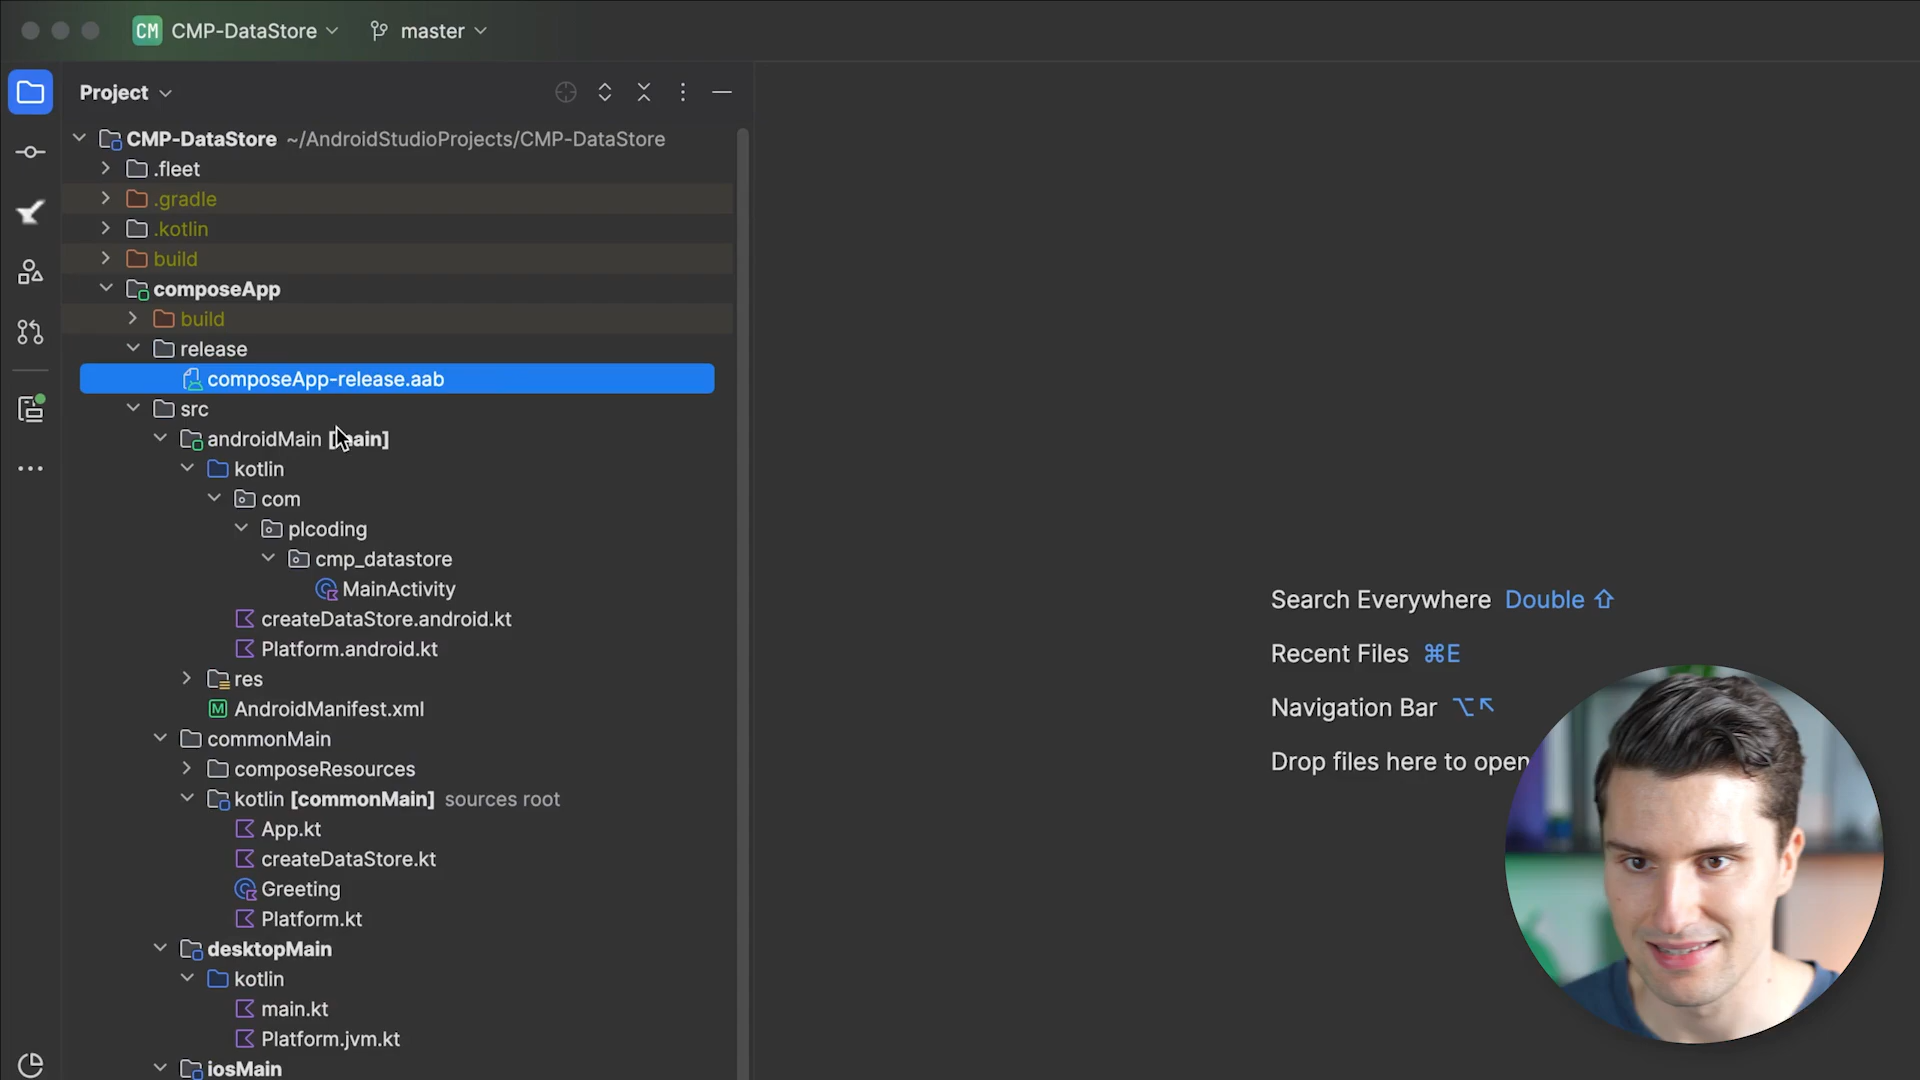 CM CMP-DataStore master
Project
CMP-DataStore ~/AndroidStudioProjects/CMP-DataStore
.fleet
.gradle
.kotlin
build
composeApp
build
release
composeApp-release.aab
src
androidMain [main]
kotlin
com
plcoding
cmp_datastore
MainActivity
createDataStore.android.kt
Platform.android.kt
res
AndroidManifest.xml
commonMain
composeResources
kotlin [commonMain] sources root
App.kt
createDataStore.kt
Greeting
Platform.kt
desktopMain
kotlin
main.kt
Platform.jvm.kt
iosMain
Search Everywhere Double ⇧
Recent Files ⌘E
Navigation Bar ⌥↖
Drop files here to open